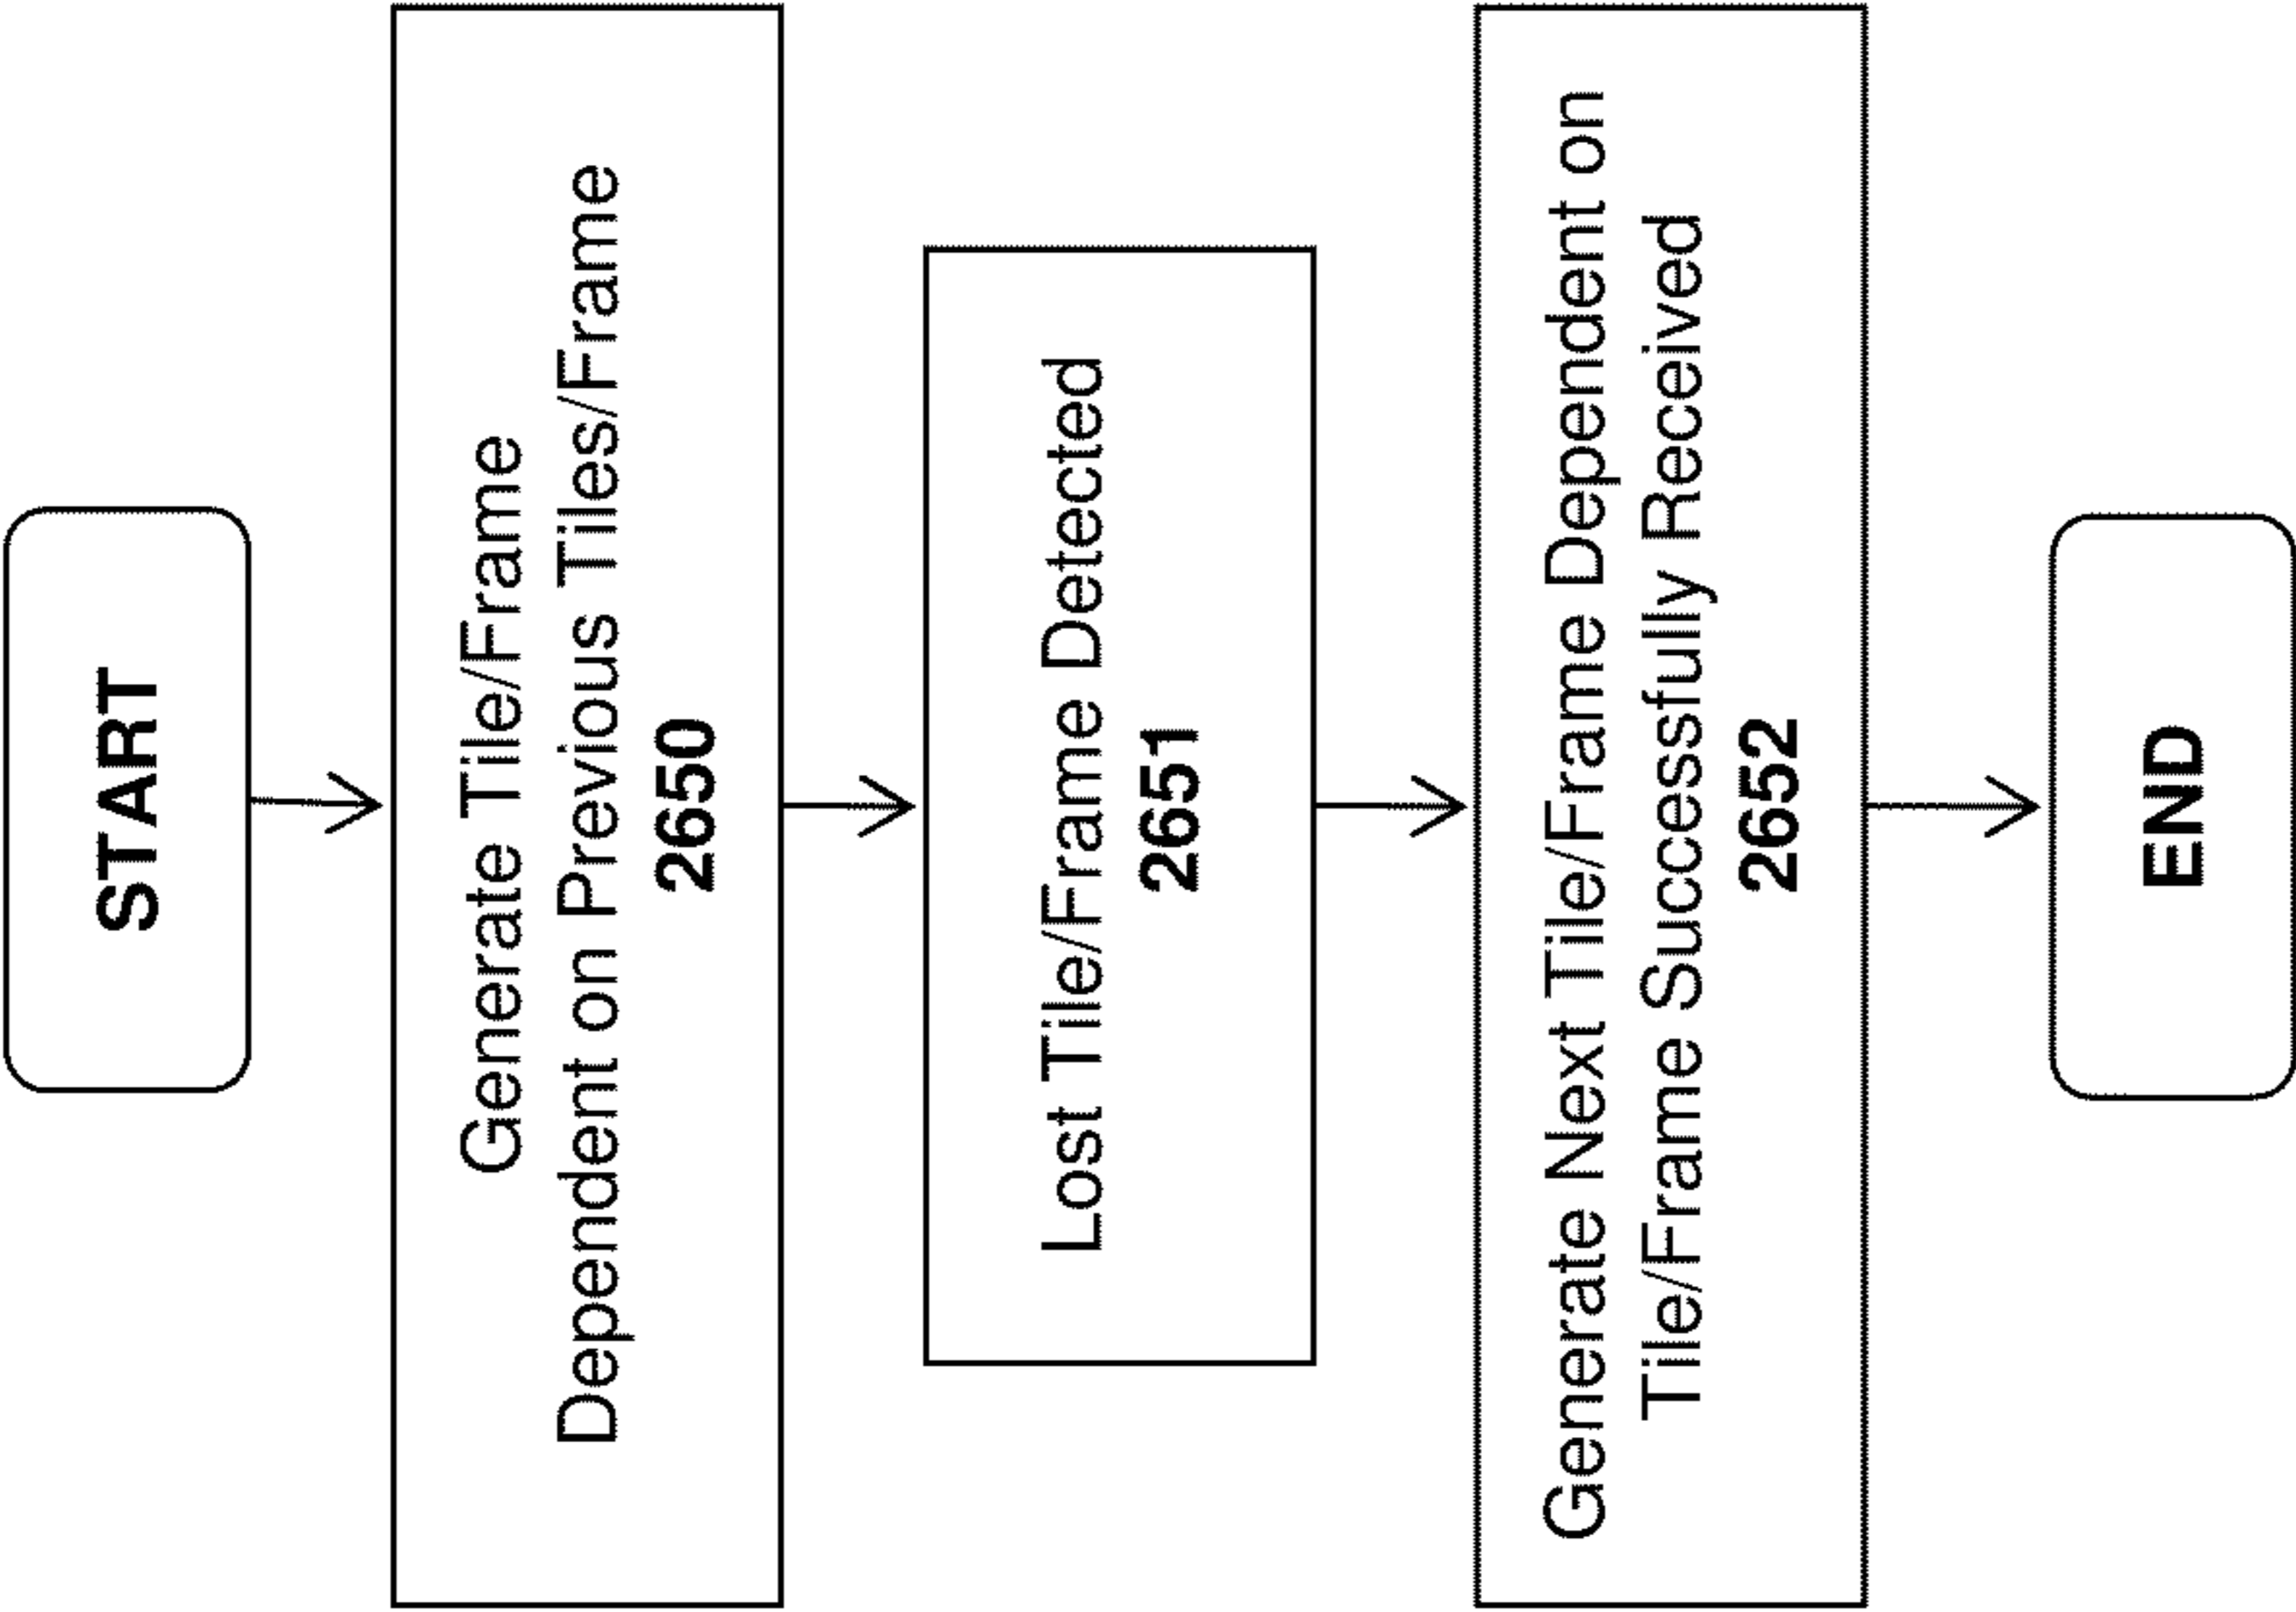 START
Generate Tile/Frame
Dependent on Previous Tiles/Frame
2650
Lost Tile/Frame Detected
2651
Generate Next Tile/Frame Dependent on
Tile/Frame Successfully Received
2652
END